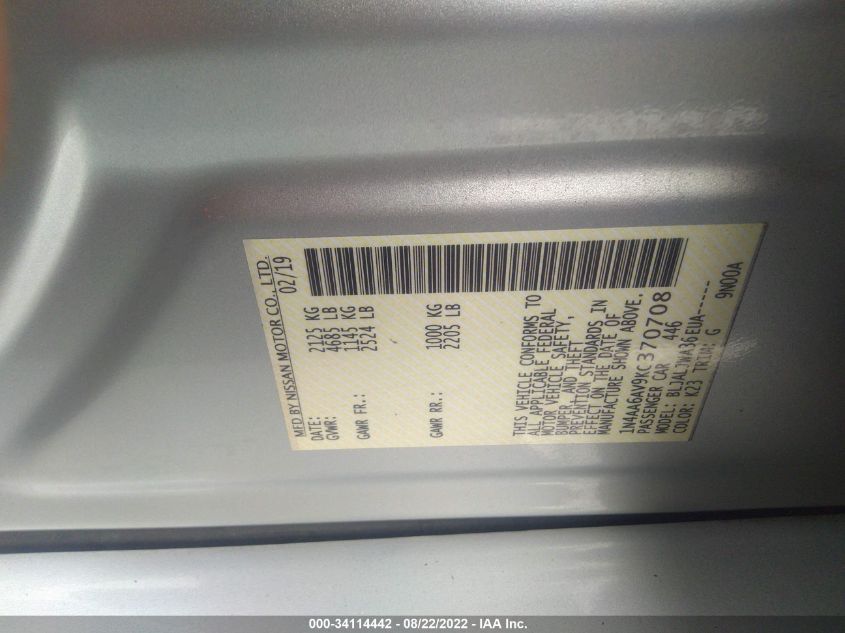 MFD BY NISSAN MOTOR CO., LTD.
DATE: 02/19
GVWR: 2125 KG
4685 LB
GAWR FR.: 1145 KG
2524 LB
GAWR RR.: 1000 KG
2205 LB
THIS VEHICLE CONFORMS TO
ALL APPLICABLE FEDERAL
MOTOR VEHICLE SAFETY,
BUMPER, AND THEFT
PREVENTION STANDARDS IN
EFFECT ON THE DATE OF
MANUFACTURE SHOWN ABOVE.
1N4AA6AV9KC370708
PASSENGER CAR 446
MODEL: BLJALJWA36EUA-----
COLOR: K23 TRIM: G 9N00A
000-34114442 - 08/22/2022 - IAA Inc.